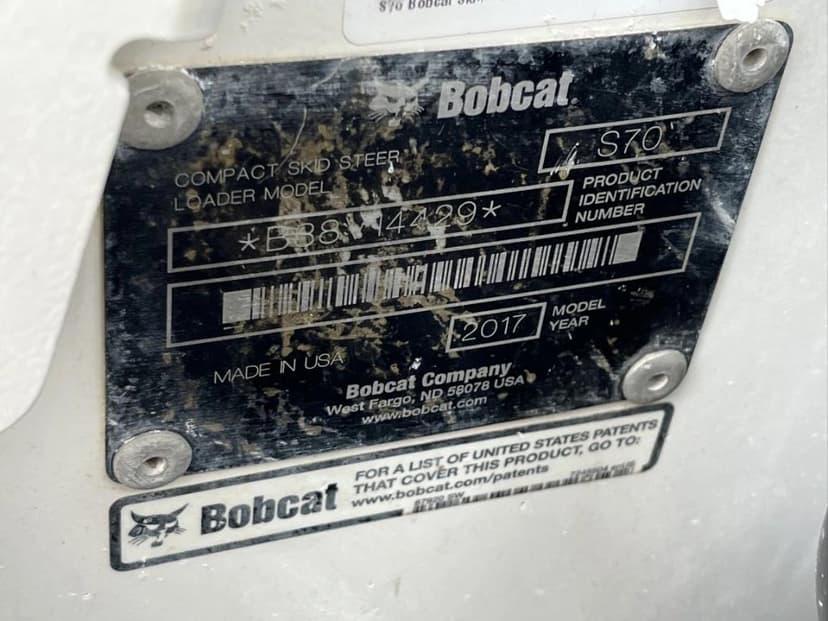 S70 Bobcat
Bobcat
COMPACT SKID STEER
LOADER MODEL
S70
PRODUCT
IDENTIFICATION
NUMBER
MODEL
YEAR
2017
MADE IN USA
Bobcat Company
West Fargo, ND 58078 USA
www.bobcat.com
Bobcat
FOR A LIST OF UNITED STATES PATENTS
THAT COVER THIS PRODUCT, GO TO:
www.bobcat.com/patents